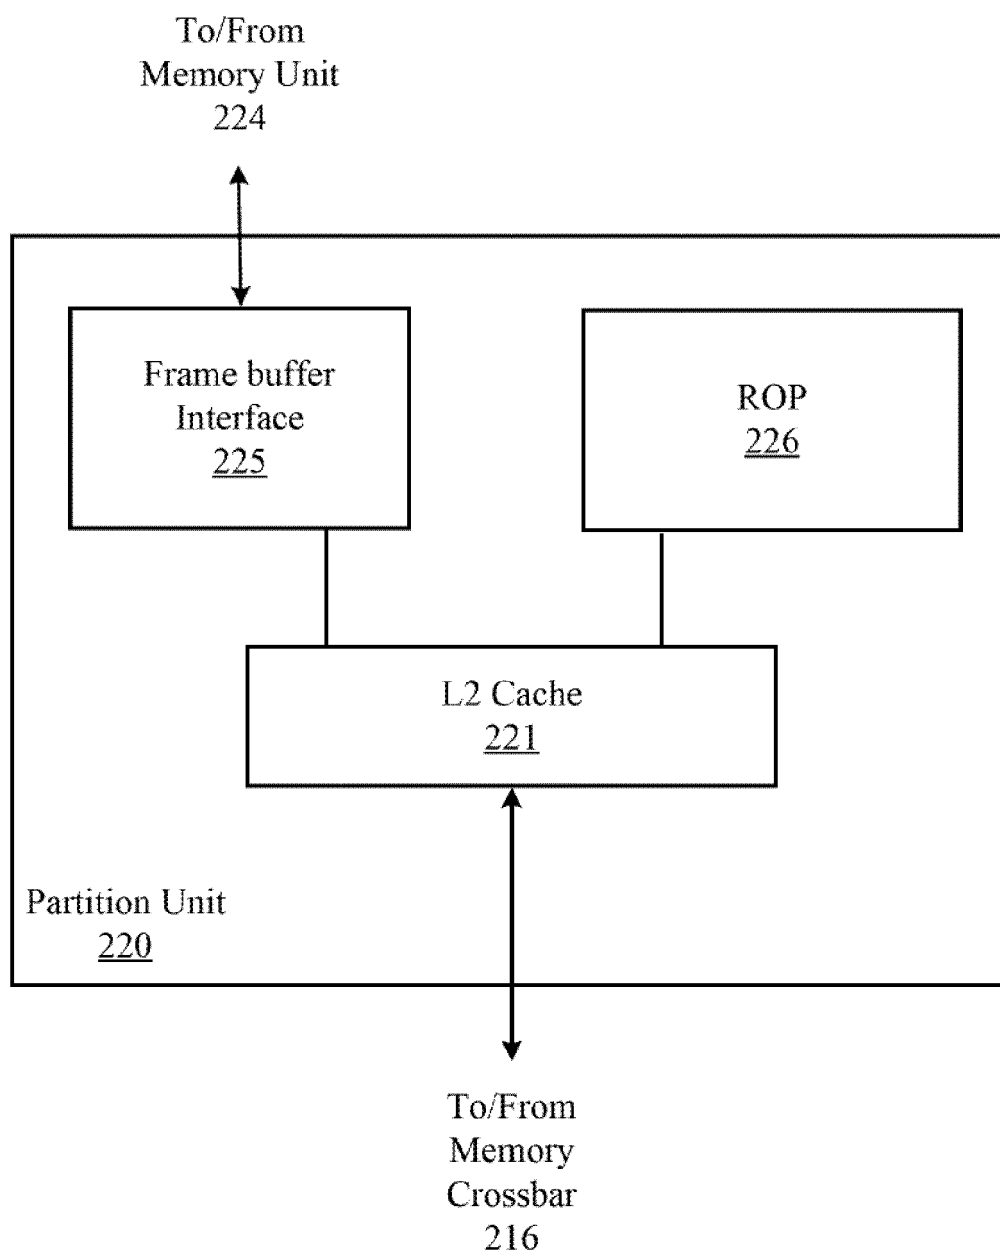 To/From
Memory Unit
224
Frame buffer
Interface
225
ROP
226
L2 Cache
221
Partition Unit
220
To/From
Memory
Crossbar
216